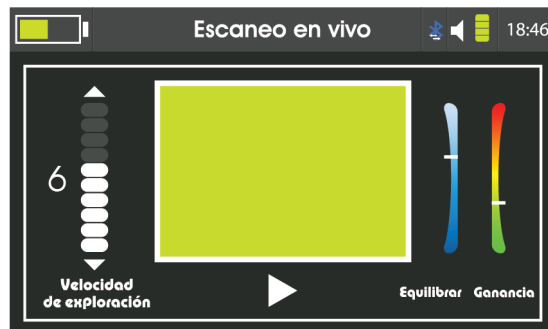 Escaneo en vivo
18:46
6
Velocidad
de exploración
Equilibrar
Ganancia